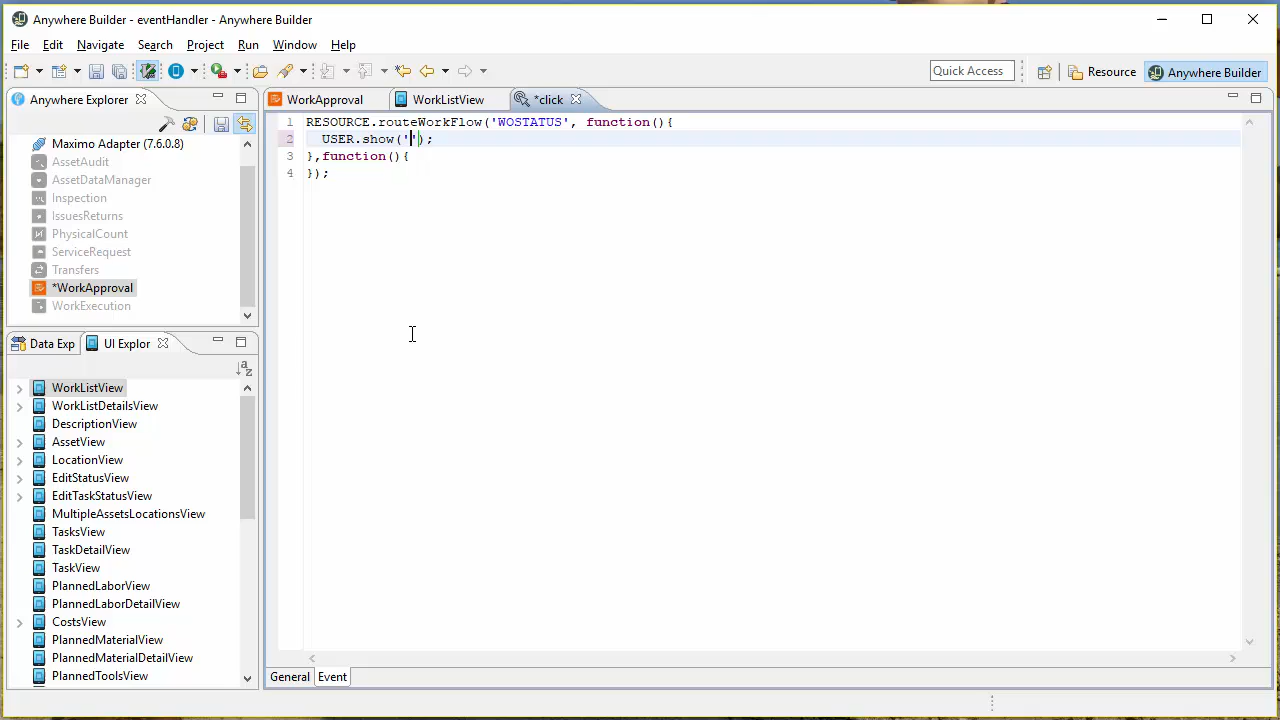 Anywhere Builder - eventHandler - Anywhere Builder
File Edit Navigate Search Project Run Window Help
Quick Access
Resource
Anywhere Builder
Anywhere Explorer
Maximo Adapter (7.6.0.8)
AssetAudit
AssetDataManager
Inspection
IssuesReturns
PhysicalCount
ServiceRequest
Transfers
*WorkApproval
WorkExecution
Data Exp
UI Explor
WorkListView
WorkListDetailsView
DescriptionView
AssetView
LocationView
EditStatusView
EditTaskStatusView
MultipleAssetsLocationsView
TasksView
TaskDetailView
TaskView
PlannedLaborView
PlannedLaborDetailView
CostsView
PlannedMaterialView
PlannedMaterialDetailView
PlannedToolsView
WorkApproval
WorkListView
*click
1 RESOURCE.routeWorkFlow('WOSTATUS', function(){
2 USER.show('');
3 },function(){
4 });
General Event